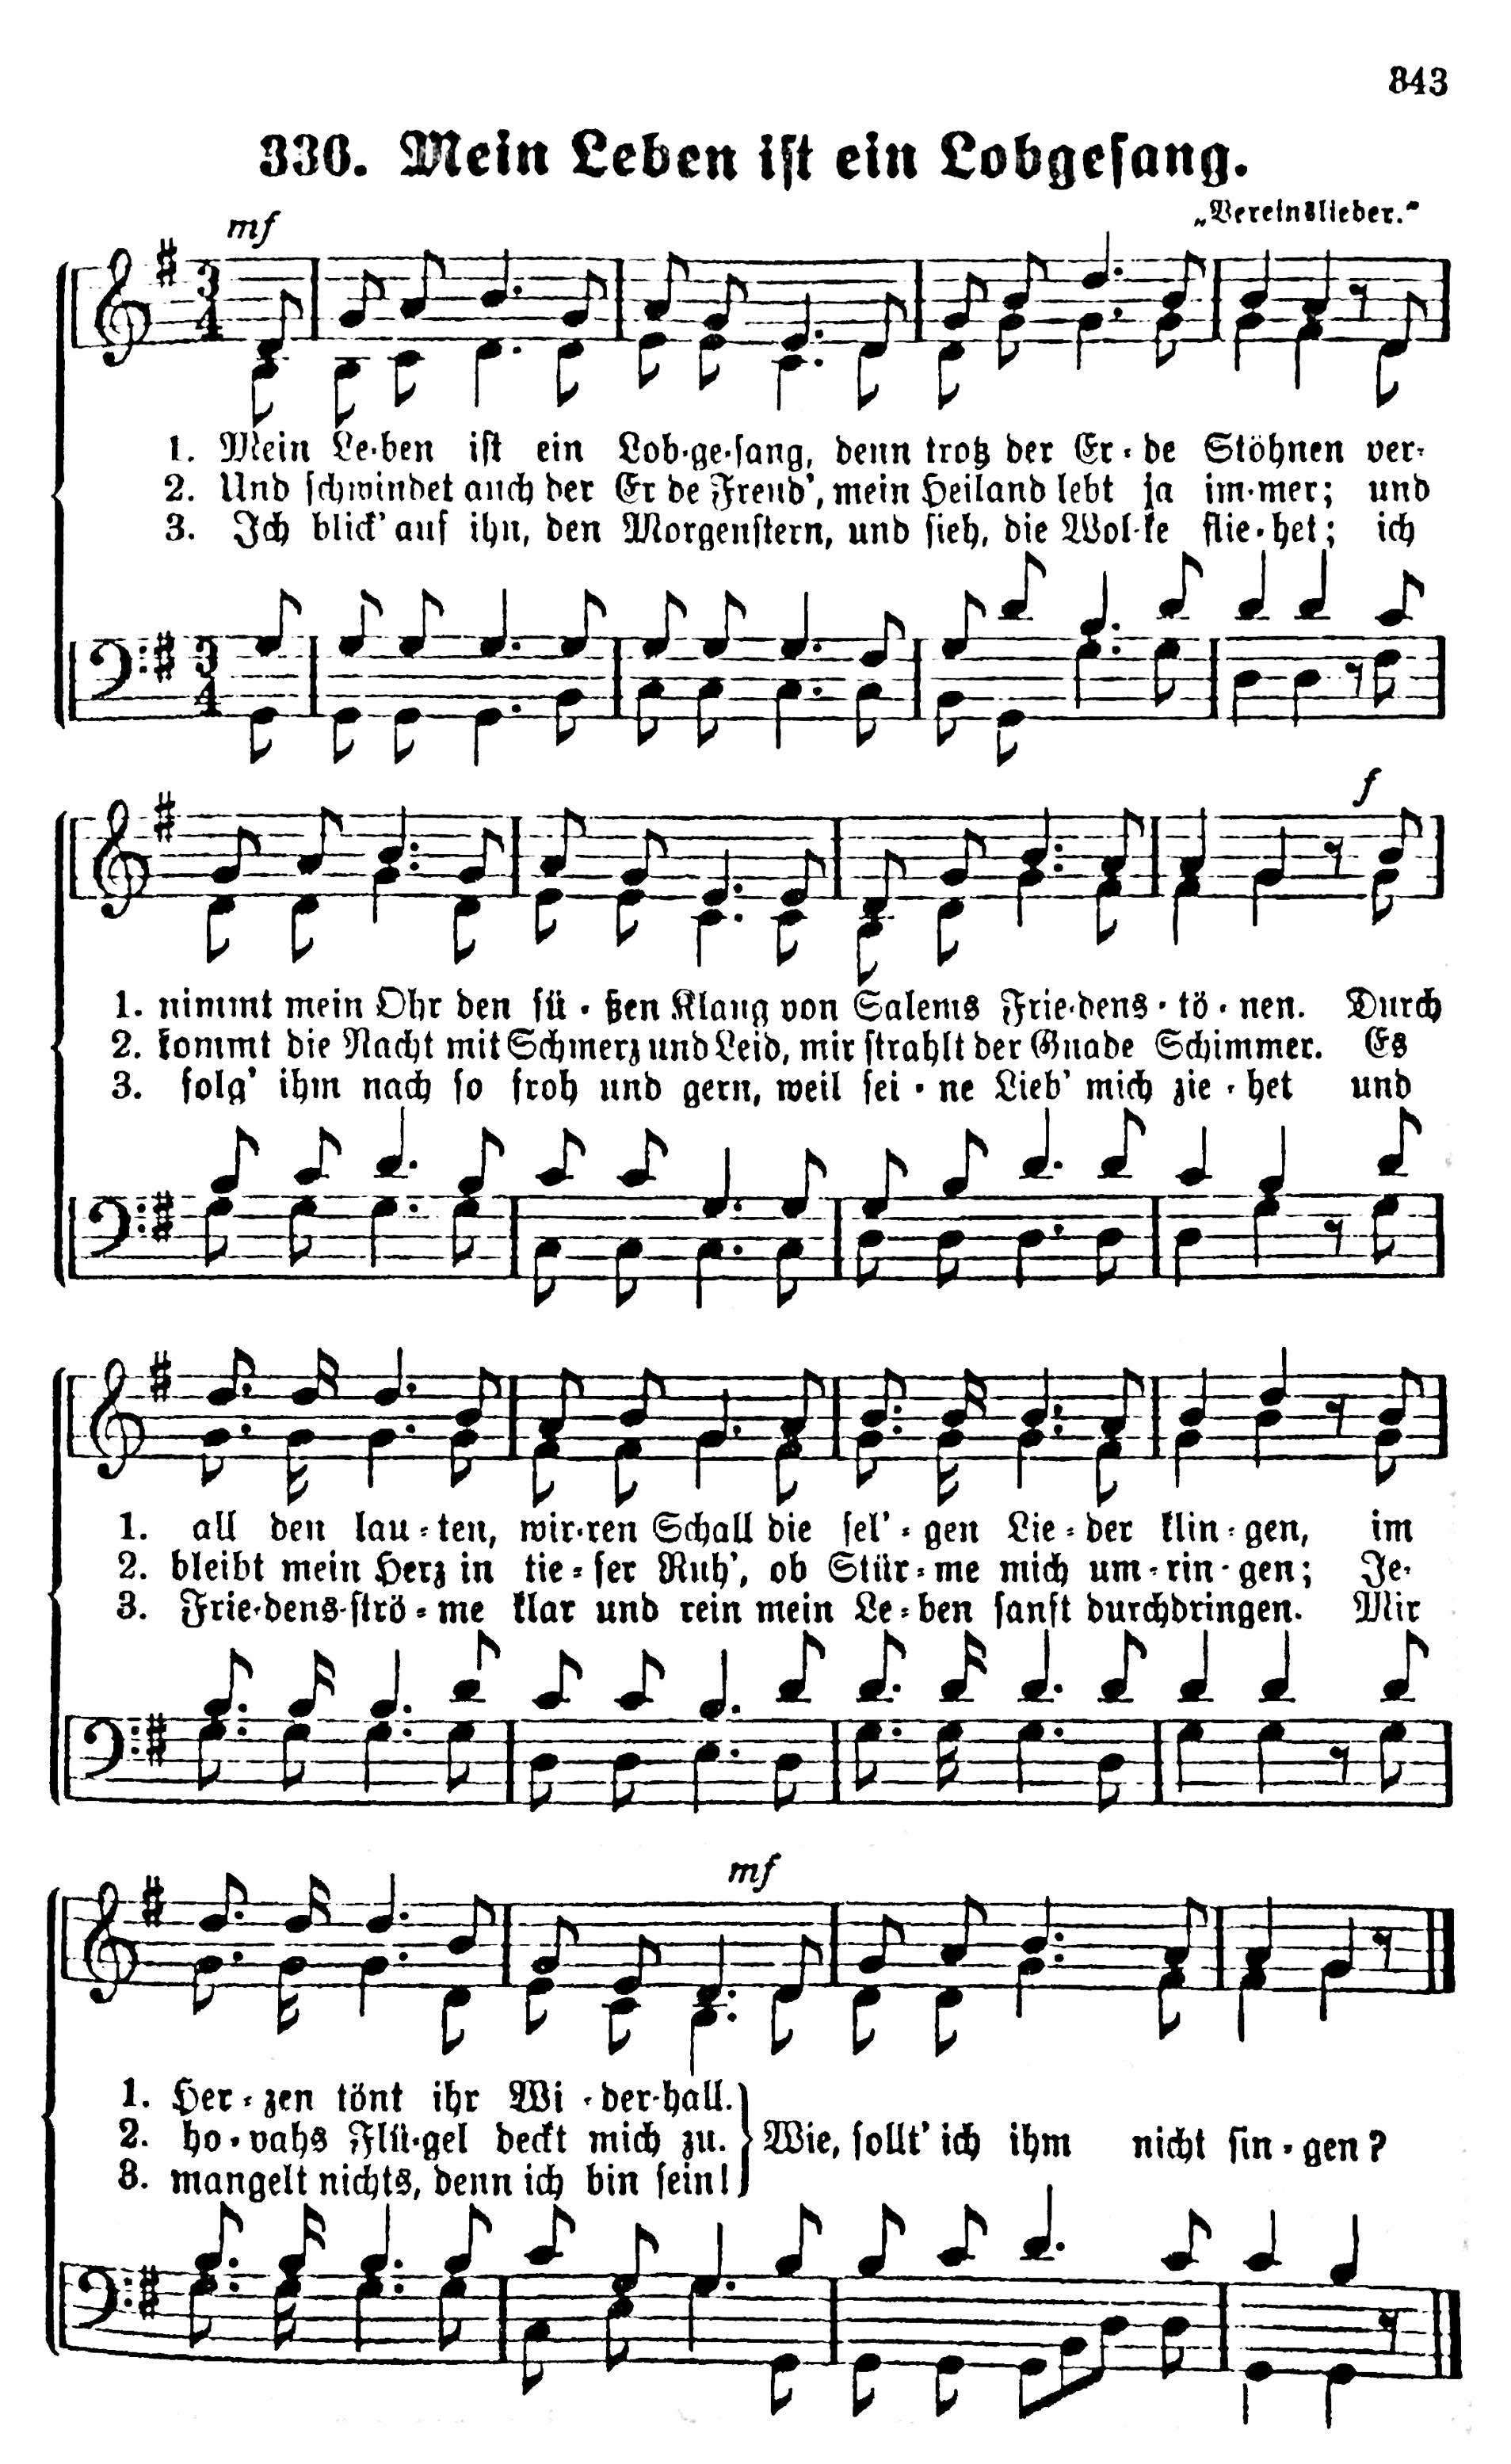 343
330. Mein Leben ist ein Lobgesang.
„Vereinslieder.“
mf
1. Mein Le-ben ist ein Lob-ge-sang, denn trotz der Er-de Stöhnen ver-
2. Und schwindet auch der Er de Freud', mein Heiland lebt ja im-mer; und
3. Ich blick' auf ihn, den Morgenstern, und sieh, die Wol-ke flie-het; ich
f
1. nimmt mein Ohr den sü-ßen Klang von Salems Frie-dens-tö-nen. Durch
2. kommt die Nacht mit Schmerz und Leid, mir strahlt der Gnade Schimmer. Es
3. folg' ihm nach so froh und gern, weil sei-ne Lieb' mich zie-het und
1. all den lau-ten, wir-ren Schall die sel'-gen Lie-der klin-gen, im
2. bleibt mein Herz in tie-fer Ruh', ob Stür-me mich um-rin-gen; Je-
3. Frie-dens-strö-me klar und rein mein Le-ben sanft durchdringen. Mir
mf
1. Her-zen tönt ihr Wi-der-hall.
2. ho-vahs Flü-gel deckt mich zu. Wie, sollt' ich ihm nicht sin-gen?
3. mangelt nichts, denn ich bin sein!